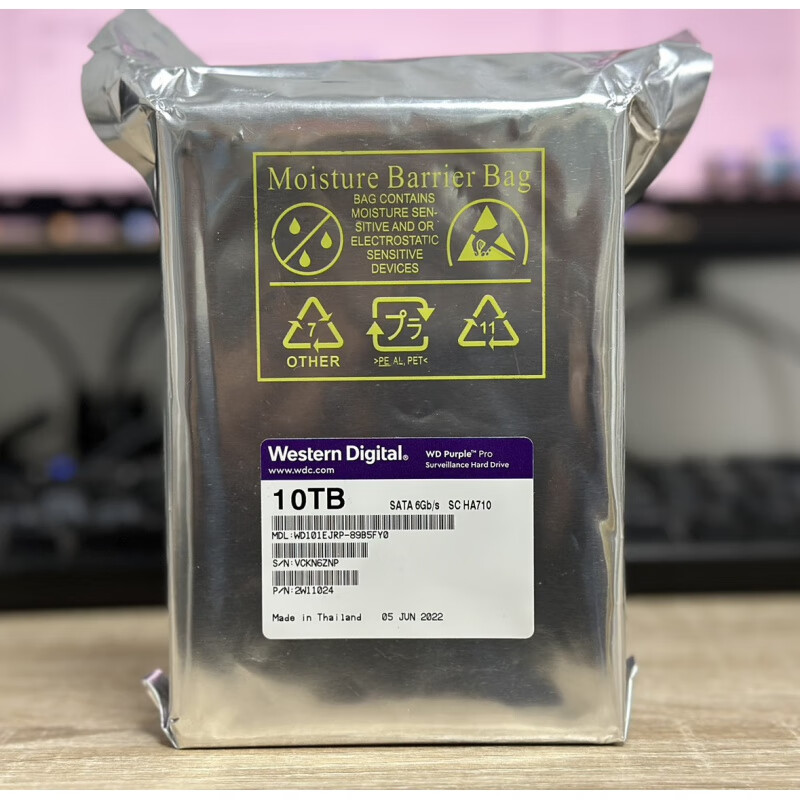 Moisture Barrier Bag
BAG CONTAINS
MOISTURE SEN-
SITIVE AND OR
ELECTROSTATIC
SENSITIVE
DEVICES
7
OTHER
プラ
>PE, AL, PET<
11
Western Digital®
www.wdc.com
WD Purple™ Pro
Surveillance Hard Drive
10TB
SATA 6Gb/s SC HA710
MDL:WD101EJRP-89B5FY0
S/N:VCKN6ZNP
P/N:2W11024
Made in Thailand 05 JUN 2022